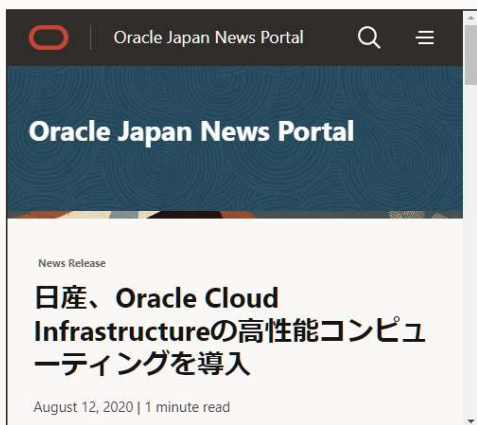 Oracle Japan News Portal
Oracle Japan News Portal
News Release
日産、Oracle Cloud
Infrastructureの高性能コンピュ
ーティングを導入
August 12, 2020 | 1 minute read